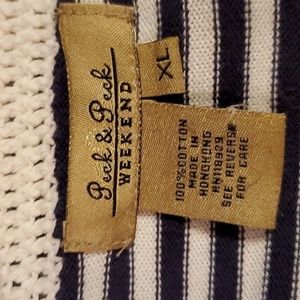 Peck & Peck
WEEKEND
XL
100% COTTON
MADE IN
HONGKONG
RN118929
SEE REVERSE
FOR CARE